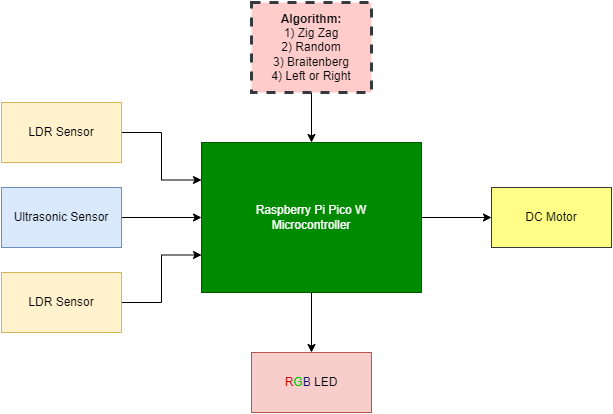 Algorithm:
1) Zig Zag
2) Random
3) Braitenberg
4) Left or Right
LDR Sensor
Ultrasonic Sensor
LDR Sensor
Raspberry Pi Pico W
Microcontroller
DC Motor
RGB LED